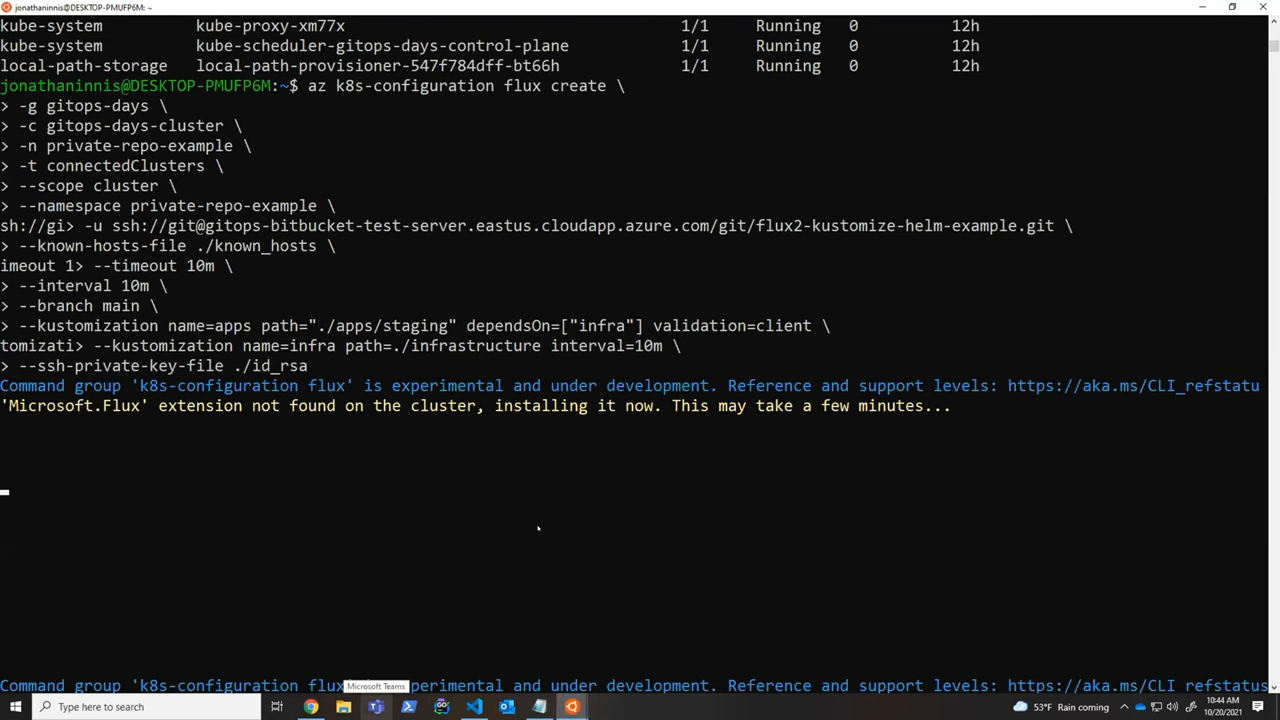 jonathaninnis@DESKTOP-PMUFP6M: ~
kube-system kube-proxy-xm77x 1/1 Running 0 12h
kube-system kube-scheduler-gitops-days-control-plane 1/1 Running 0 12h
local-path-storage local-path-provisioner-547f784dff-bt66h 1/1 Running 0 12h
jonathaninnis@DESKTOP-PMUFP6M:~$ az k8s-configuration flux create \
> -g gitops-days \
> -c gitops-days-cluster \
> -n private-repo-example \
> -t connectedClusters \
> --scope cluster \
> --namespace private-repo-example \
sh://gi> -u ssh://git@gitops-bitbucket-test-server.eastus.cloudapp.azure.com/git/flux2-kustomize-helm-example.git \
> --known-hosts-file ./known_hosts \
imeout 1> --timeout 10m \
> --interval 10m \
> --branch main \
> --kustomization name=apps path="./apps/staging" dependsOn=["infra"] validation=client \
tomizati> --kustomization name=infra path=./infrastructure interval=10m \
> --ssh-private-key-file ./id_rsa
Command group 'k8s-configuration flux' is experimental and under development. Reference and support levels: https://aka.ms/CLI_refstatu
'Microsoft.Flux' extension not found on the cluster, installing it now. This may take a few minutes...
Command group 'k8s-configuration flux perimental and under development. Reference and support levels: https://aka.ms/CLI_refstatus
Microsoft Teams
Type here to search
53°F Rain coming
10:44 AM
10/20/2021